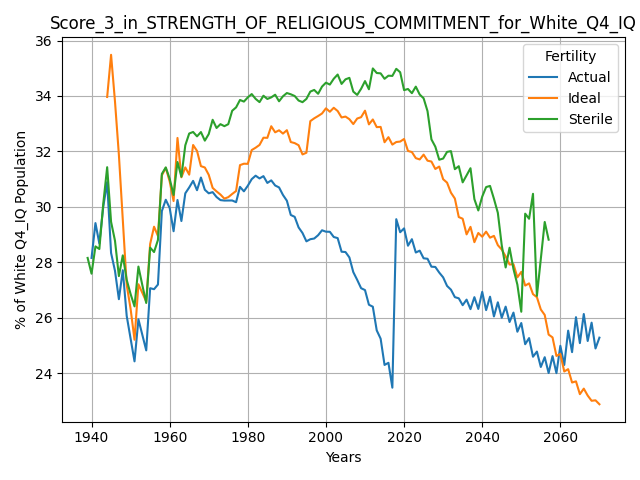 Score_3_in_STRENGTH_OF_RELIGIOUS_COMMITMENT_for_White_Q4_IQ
% of White Q4_IQ Population
36
34
32
30
28
26
24
Fertility
Actual
Ideal
Sterile
1940 1960 1980 2000 2020 2040 2060
Years